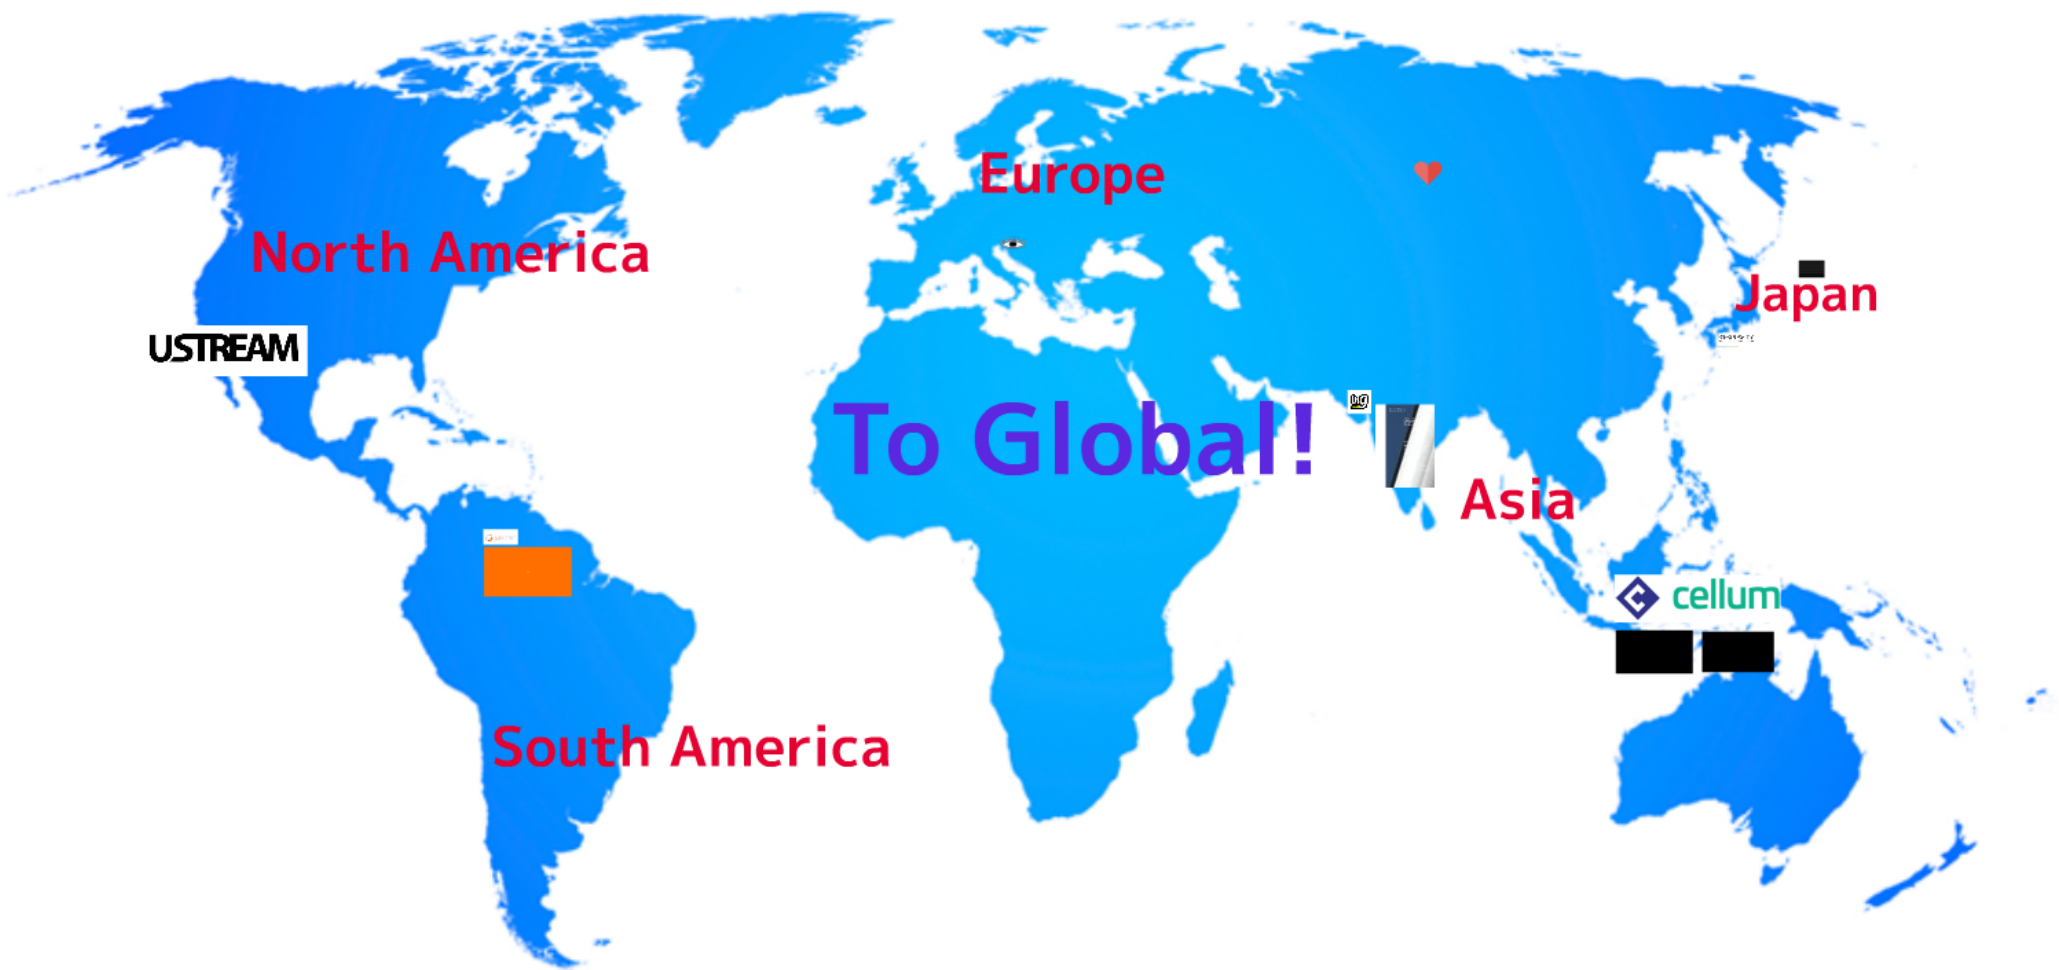 Europe
North America
Japan
USTREAM
To Global!
Asia
cellum
South America